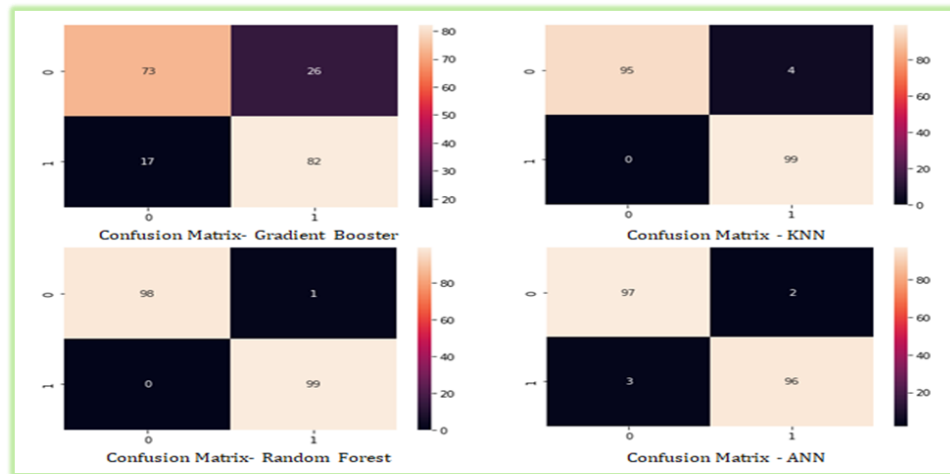 80
0 73 26 70
60
50
40
1 17 82 30
20
0 1
Confusion Matrix- Gradient Booster
80
0 95 4
60
40
1 0 99
20
0
0 1
Confusion Matrix - KNN
0 98 1 80
60
40
1 0 99
20
0
0 1
Confusion Matrix- Random Forest
0 97 2 80
60
40
1 3 96
20
0 1
Confusion Matrix - ANN